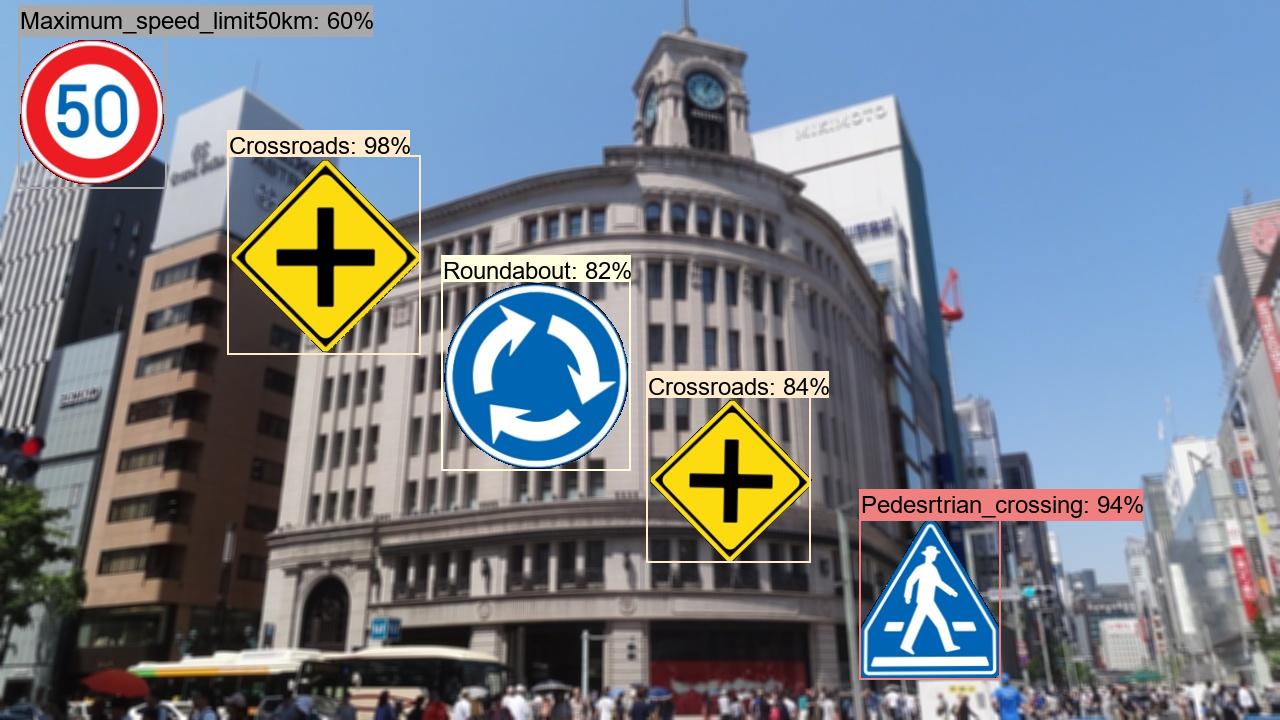 Maximum_speed_limit50km: 60%
50
Crossroads: 98%
MIKIMOTO
Roundabout: 82%
Crossroads: 84%
Pedesrtrian_crossing: 94%